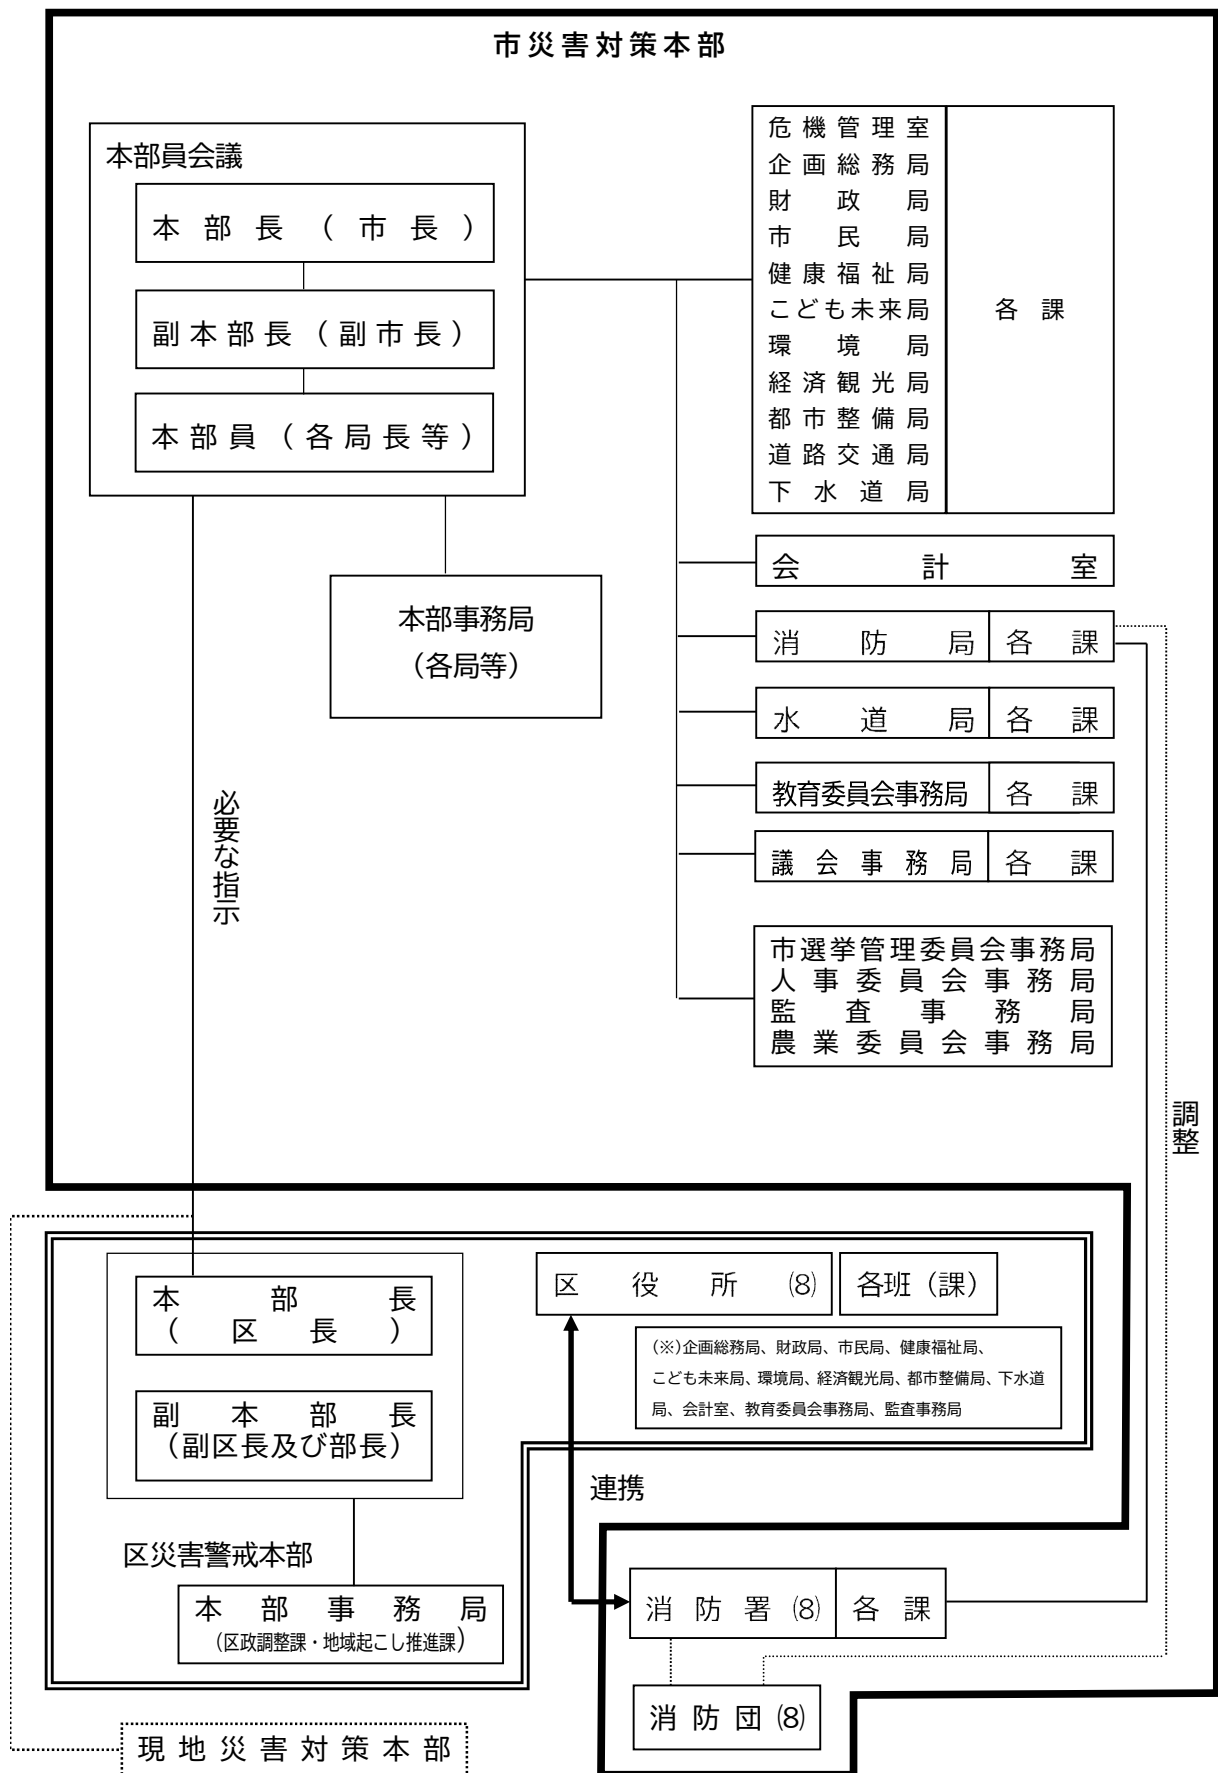 市災害対策本部
本部員会議
本部長（市長）
副本部長（副市長）
本部員（各局長等）
本部事務局
（各局等）
危機管理室
企画総務局
財政局
市民局
健康福祉局
こども未来局
環境局
経済観光局
都市整備局
道路交通局
下水道局
各課
会計室
消防局 各課
水道局 各課
教育委員会事務局 各課
議会事務局 各課
市選挙管理委員会事務局
人事委員会事務局
監査事務局
農業委員会事務局
必要な指示
調整
本部長
（区長）
副本部長
（副区長及び部長）
区災害警戒本部
本部事務局
（区政調整課・地域起こし推進課）
区役所⑻ 各班（課）
(※)企画総務局、財政局、市民局、健康福祉局、
こども未来局、環境局、経済観光局、都市整備局、下水道
局、会計室、教育委員会事務局、監査事務局
連携
消防署⑻ 各課
消防団⑻
現地災害対策本部